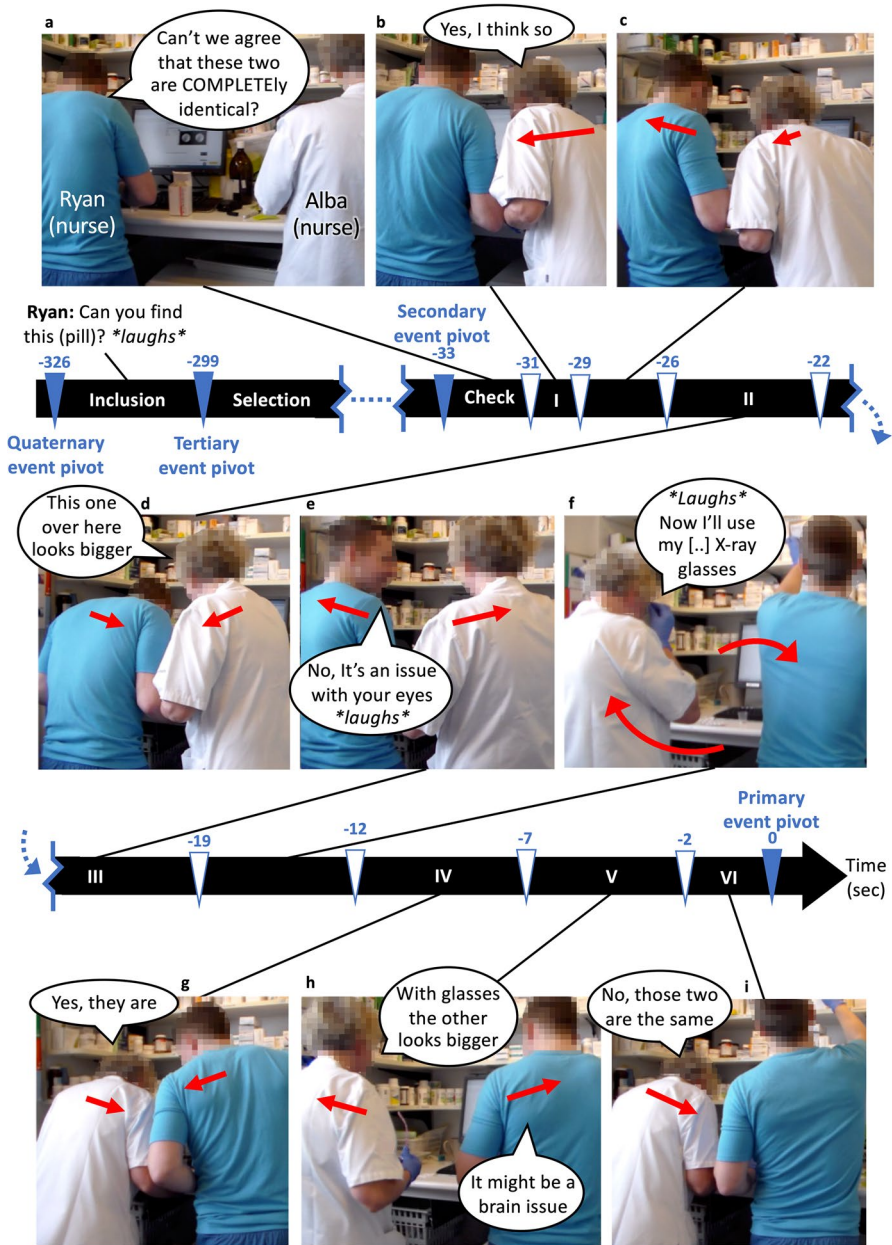 a
Can't we agree
that these two
are COMPLETEly
identical?
Ryan
(nurse)
Alba
(nurse)
b
Yes, I think so
c
Ryan: Can you find
this (pill)? *laughs*
Secondary
event pivot
-326
-299
-33
-31
-29
-26
-22
Inclusion
Selection
Check
I
II
Quaternary
event pivot
Tertiary
event pivot
d
This one
over here
looks bigger
e
No, It's an issue
with your eyes
*laughs*
f
*Laughs*
Now I'll use
my [..] X-ray
glasses
Primary
event pivot
-19
-12
-7
-2
0
III
IV
V
VI
Time
(sec)
g
Yes, they are
h
With glasses
the other
looks bigger
It might be a
brain issue
i
No, those two
are the same